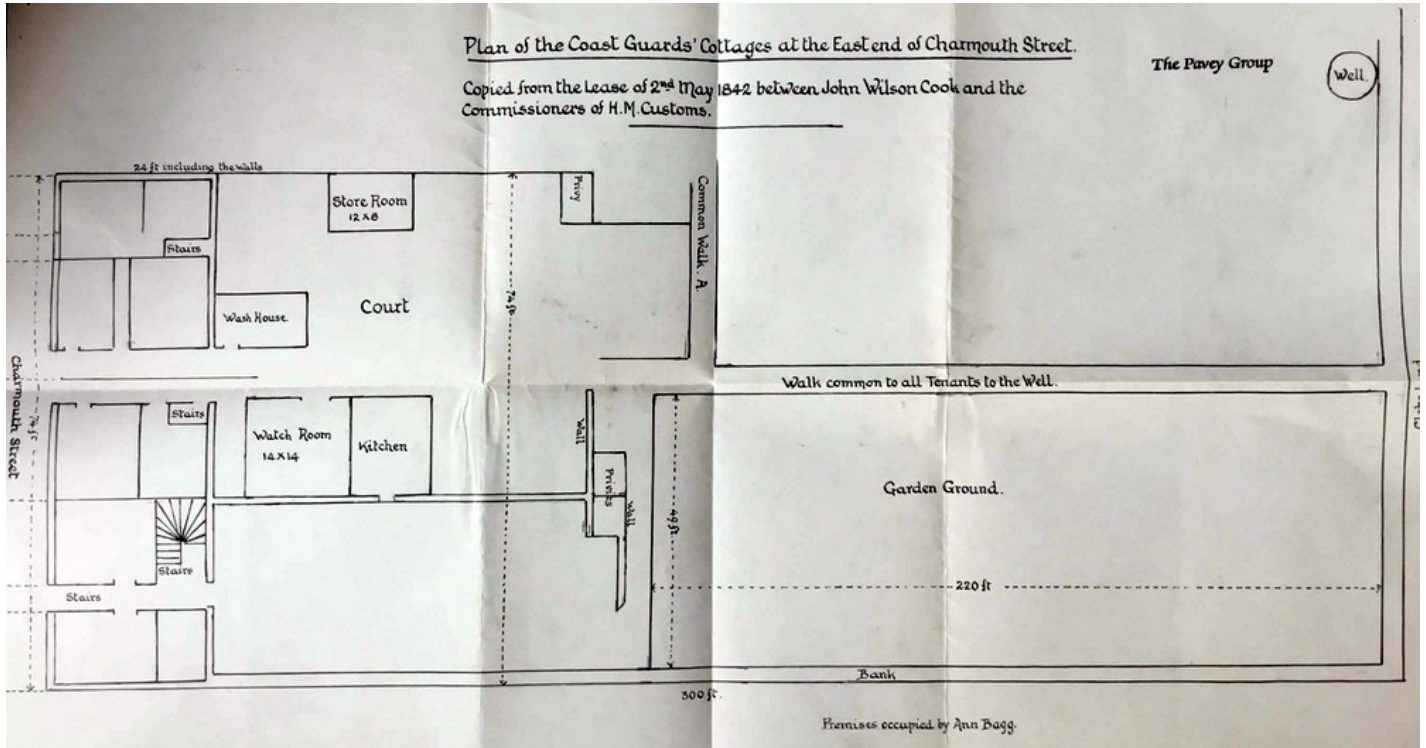 Plan of the Coast Guards' Cottages at the East end of Charmouth Street.
Copied from the Lease of 2nd May 1842 between John Wilson Cook and the
Commissioners of H.M. Customs.
The Pavey Group
Well.
24 ft including the walls
Store Room
12 x 8
Privy
Common Walk. A.
Stairs
74 ft
Wash House
Court
Charmouth Street
74 ft
Walk common to all Tenants to the Well.
Stairs
Watch Room
14 x 14
Kitchen
Wall
Privies
Wall
49 ft
Garden Ground.
220 ft
Stairs
Stairs
Bank
300 ft.
Premises occupied by Ann Bagg.